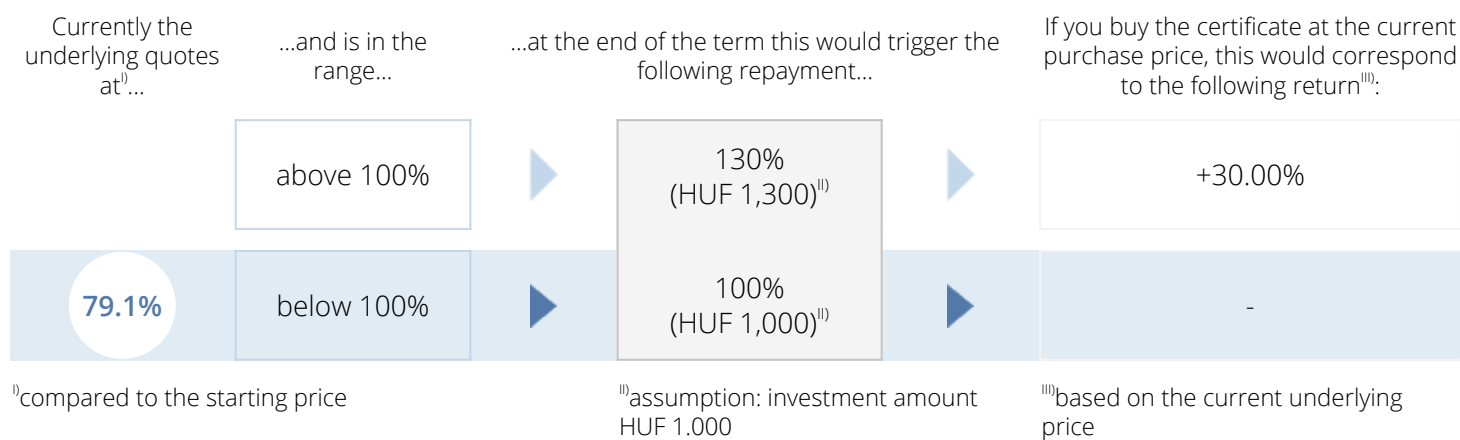 Currently the
underlying quotes
at I)...
...and is in the
range...
...at the end of the term this would trigger the
following repayment...
If you buy the certificate at the current
purchase price, this would correspond
to the following return III):
above 100%
130%
(HUF 1,300) II)
+30.00%
79.1%
below 100%
100%
(HUF 1,000) II)
-
I)compared to the starting price
II)assumption: investment amount
HUF 1.000
III)based on the current underlying
price